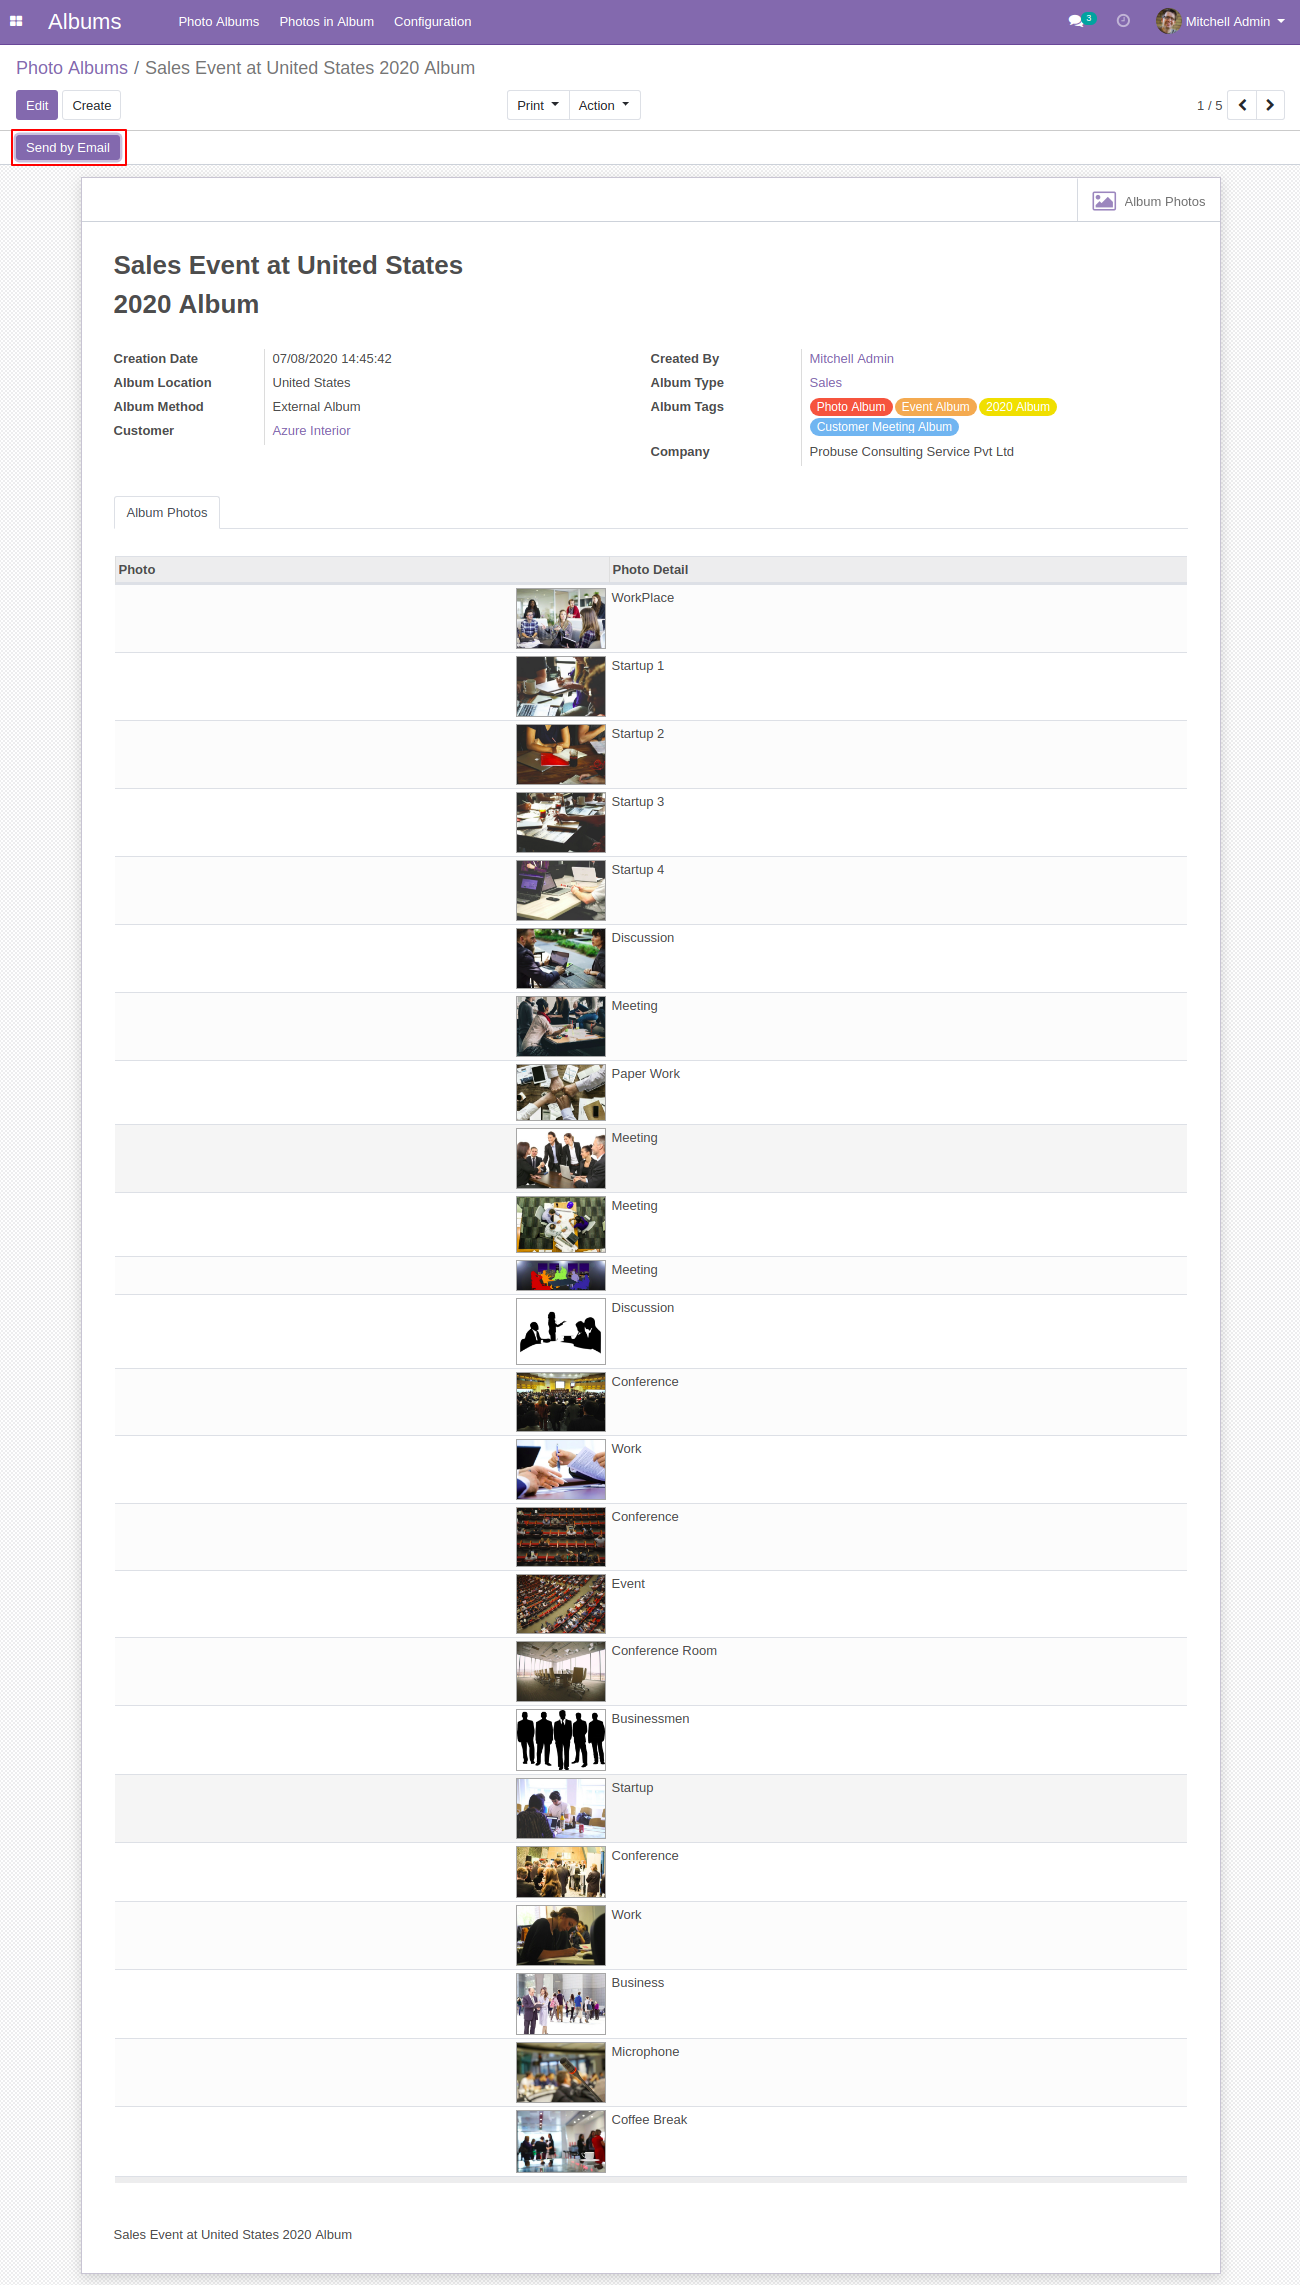 Albums Photo Albums Photos in Album Configuration 3 Mitchell Admin
Photo Albums / Sales Event at United States 2020 Album
Edit Create Print Action 1 / 5
Send by Email
Album Photos
Sales Event at United States
2020 Album
Creation Date 07/08/2020 14:45:42 Created By Mitchell Admin
Album Location United States Album Type Sales
Album Method External Album Album Tags Photo Album Event Album 2020 Album
Customer Azure Interior Customer Meeting Album
Company Probuse Consulting Service Pvt Ltd
Album Photos
Photo Photo Detail
WorkPlace
Startup 1
Startup 2
Startup 3
Startup 4
Discussion
Meeting
Paper Work
Meeting
Meeting
Meeting
Discussion
Conference
Work
Conference
Event
Conference Room
Businessmen
Startup
Conference
Work
Business
Microphone
Coffee Break
Sales Event at United States 2020 Album